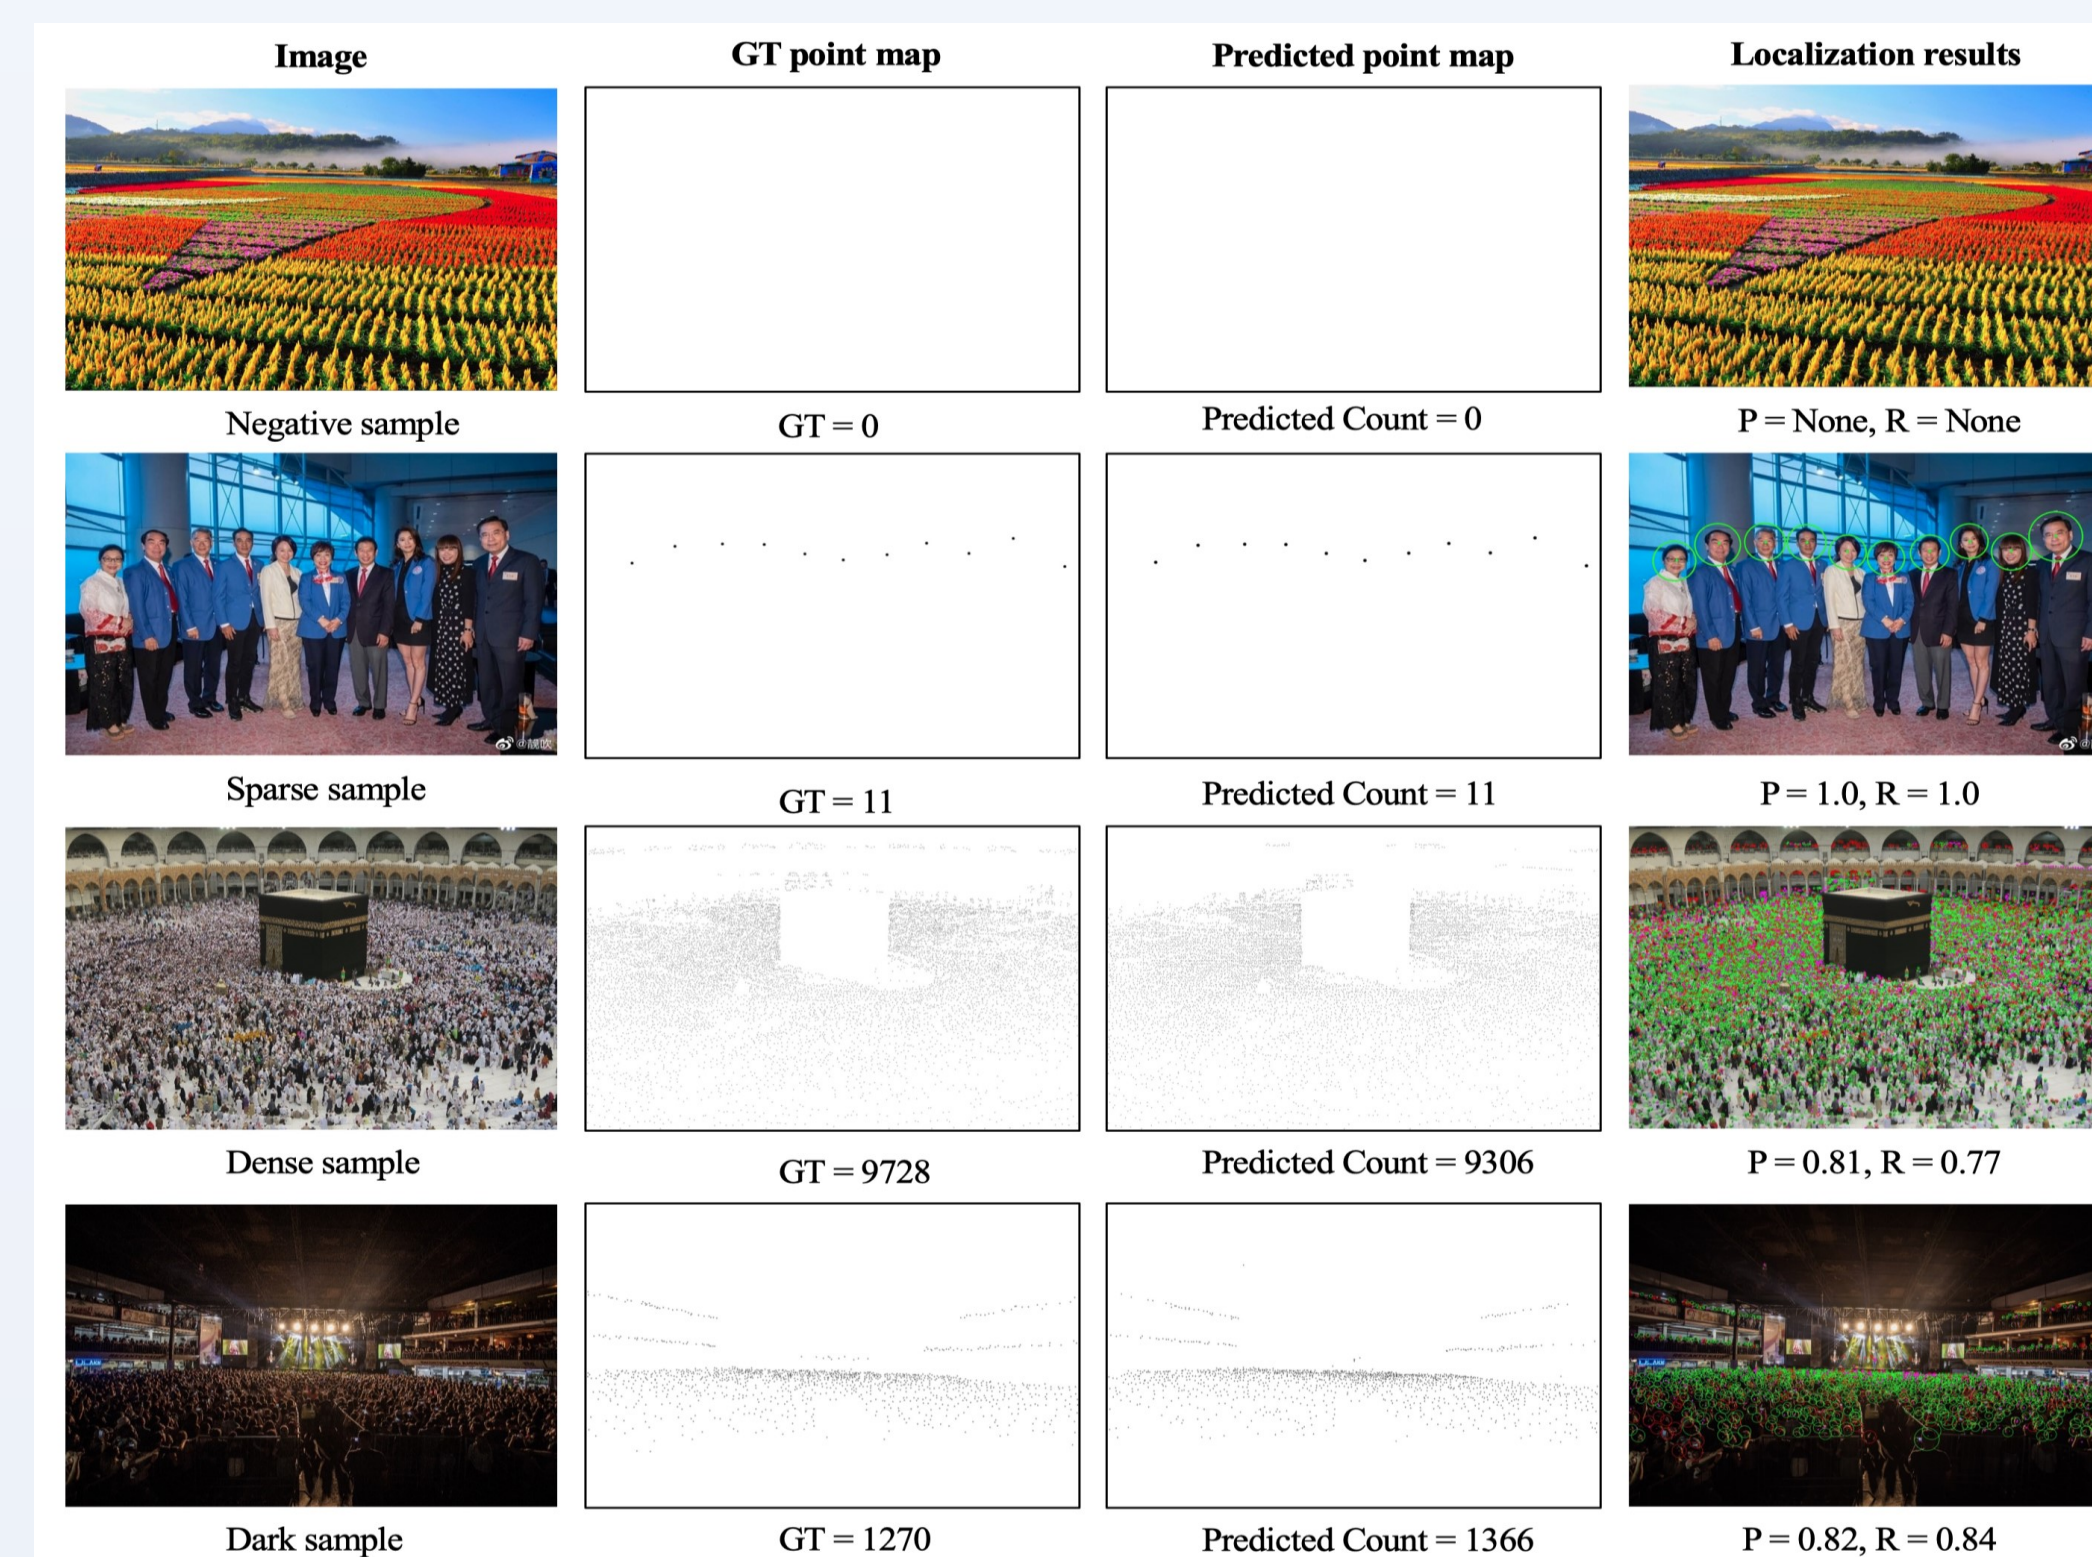 Image GT point map Predicted point map Localization results
Negative sample GT = 0 Predicted Count = 0 P = None, R = None
Sparse sample GT = 11 Predicted Count = 11 P = 1.0, R = 1.0
Dense sample GT = 9728 Predicted Count = 9306 P = 0.81, R = 0.77
Dark sample GT = 1270 Predicted Count = 1366 P = 0.82, R = 0.84